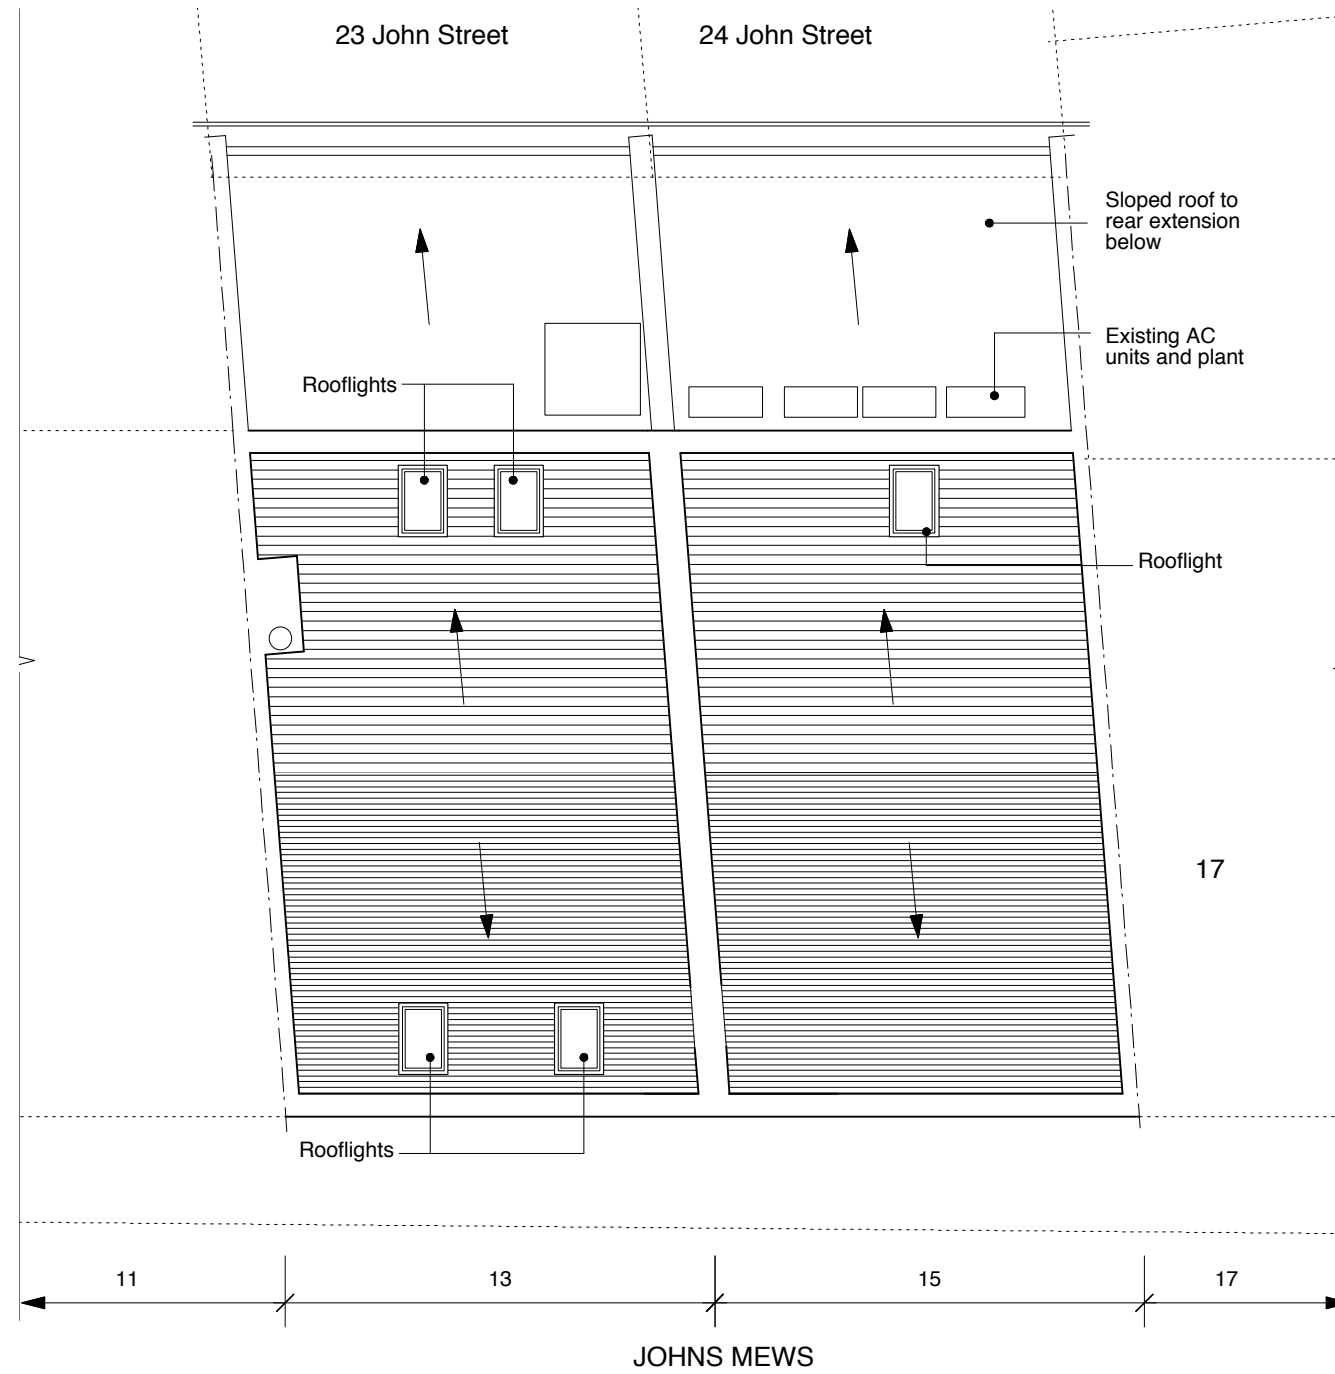 23 John Street
24 John Street
Sloped roof to
rear extension
below
Existing AC
units and plant
Rooflights
Rooflight
17
Rooflights
11
13
15
17
JOHNS MEWS